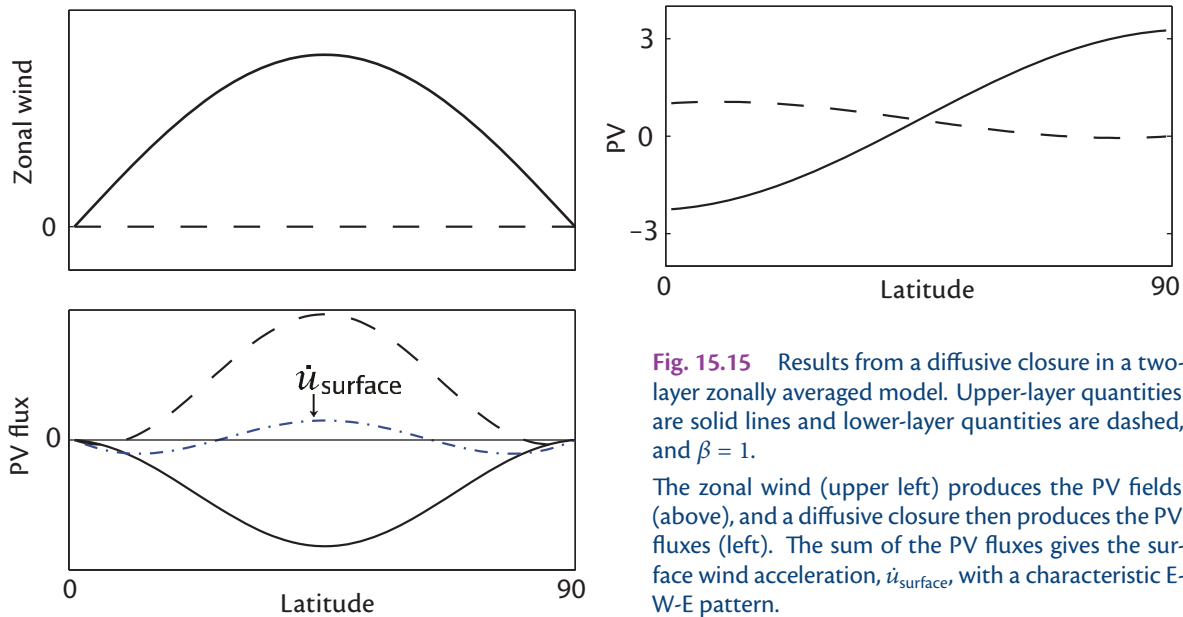 Zonal wind
0
PV flux
0
u̇surface
0
Latitude
90
PV
3
0
−3
0
Latitude
90
Fig. 15.15 Results from a diffusive closure in a two-
layer zonally averaged model. Upper-layer quantities
are solid lines and lower-layer quantities are dashed,
and β = 1.
The zonal wind (upper left) produces the PV fields
(above), and a diffusive closure then produces the PV
fluxes (left). The sum of the PV fluxes gives the sur-
face wind acceleration, u̇surface, with a characteristic E-
W-E pattern.